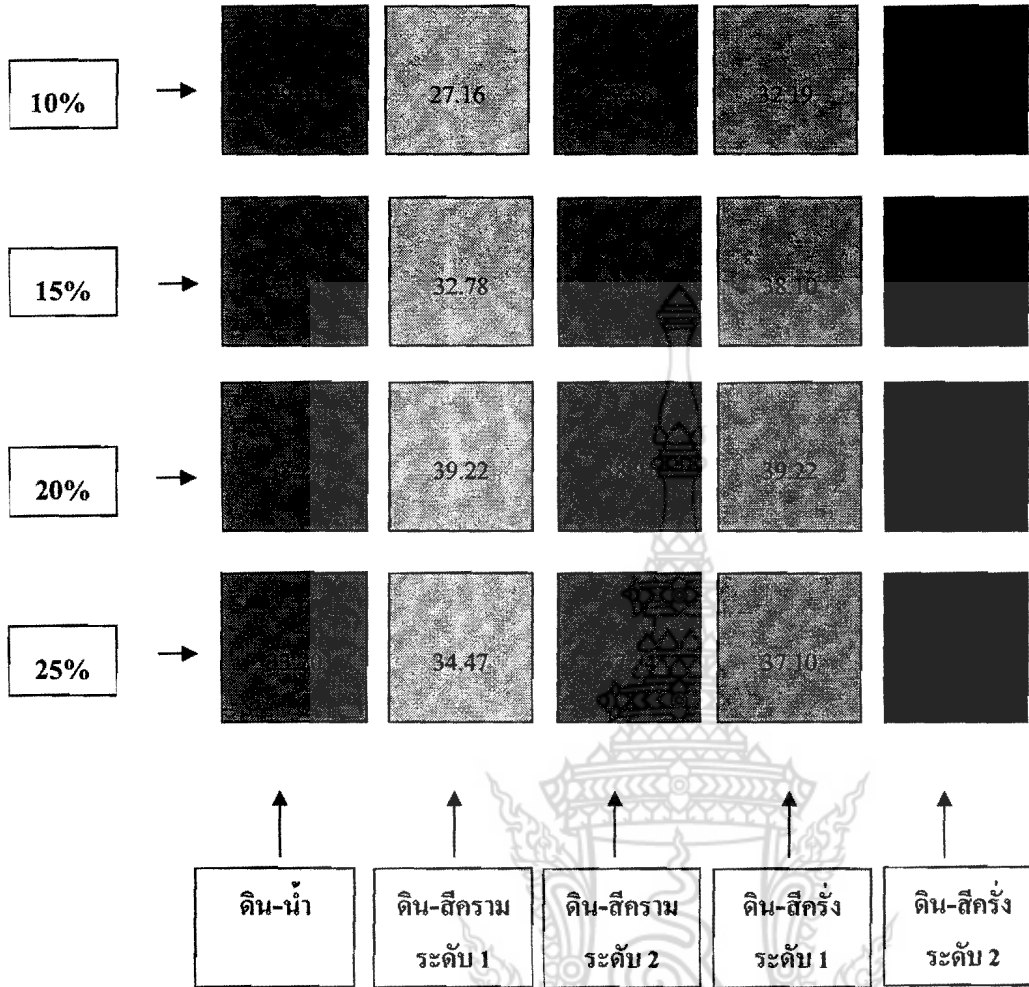 10%
27.16
32.19
15%
32.78
38.10
20%
39.22
39.22
25%
34.47
37.10
ดิน-น้ำ
ดิน-สีคราม
ระดับ 1
ดิน-สีคราม
ระดับ 2
ดิน-สีครั่ง
ระดับ 1
ดิน-สีครั่ง
ระดับ 2